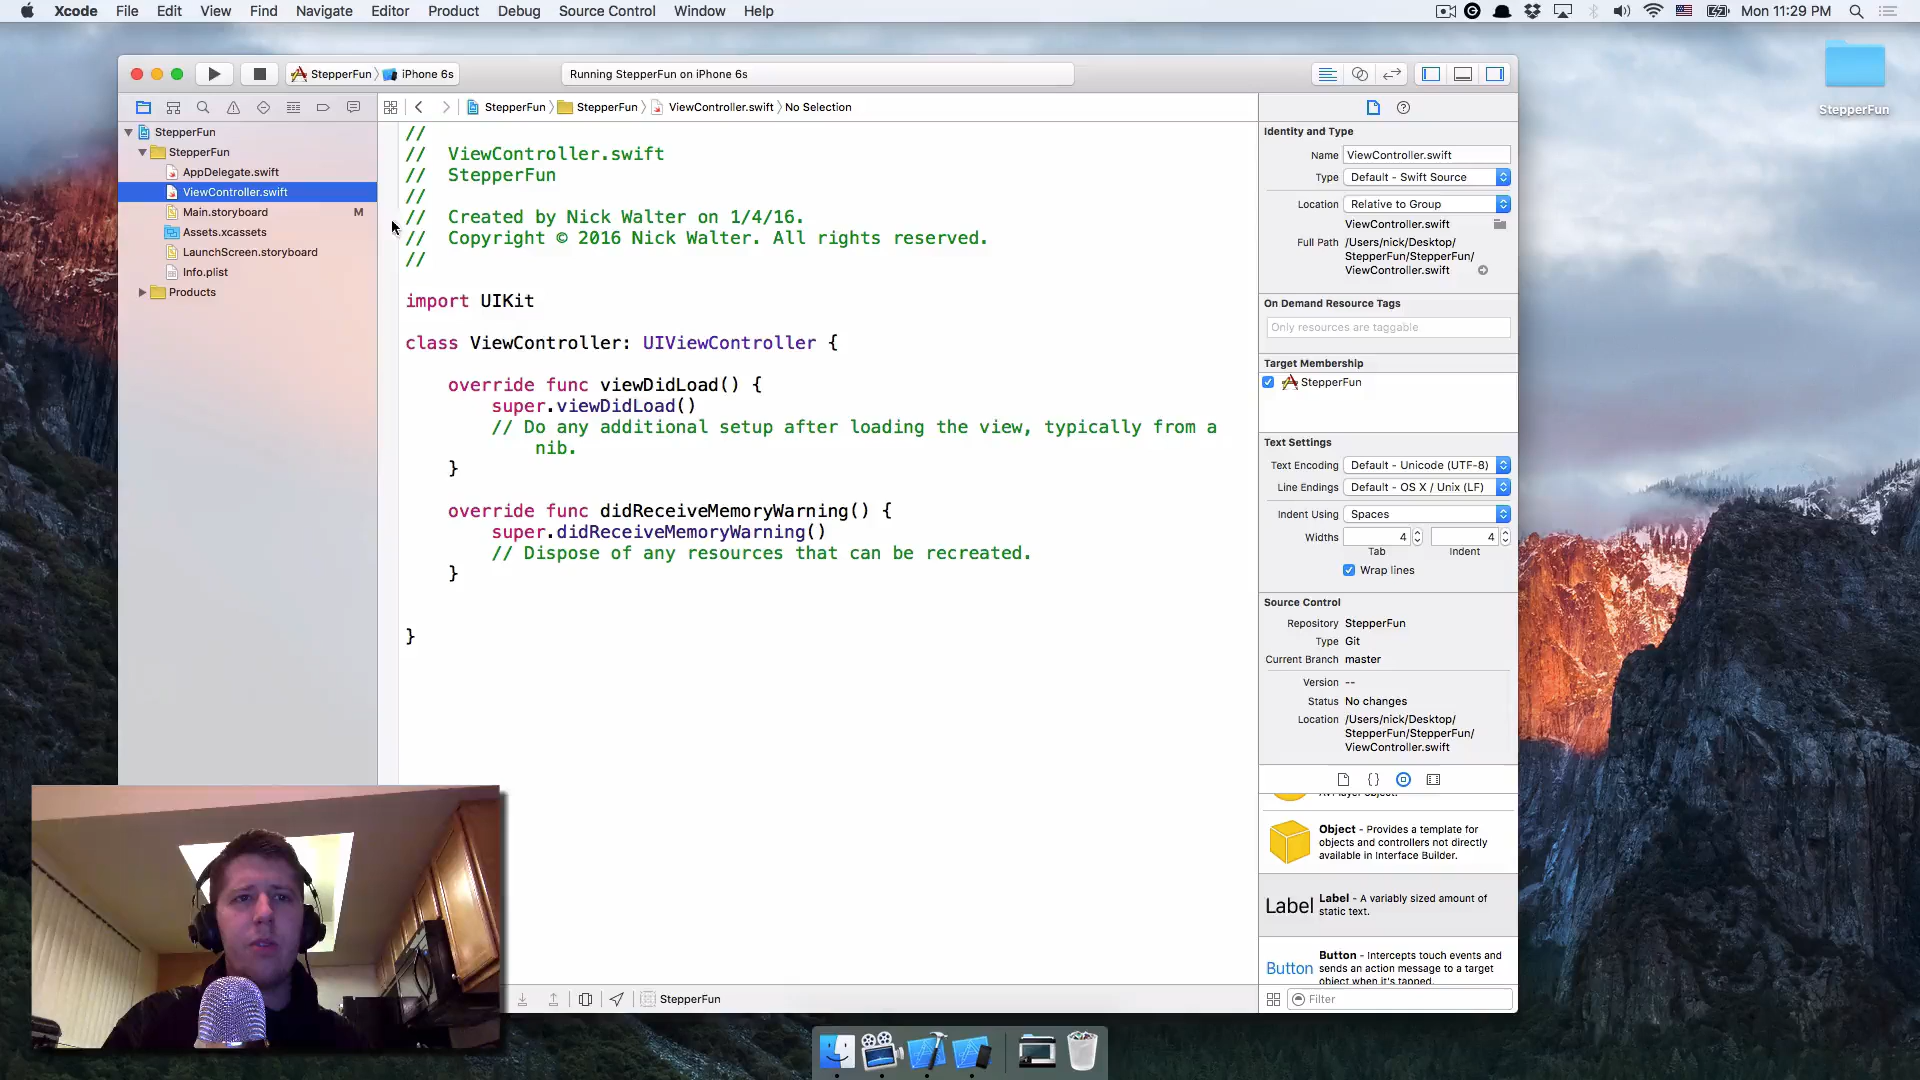 Xcode File Edit View Find Navigate Editor Product Debug Source Control Window Help Mon 11:29 PM
StepperFun iPhone 6s Running StepperFun on iPhone 6s
StepperFun StepperFun ViewController.swift No Selection
StepperFun
StepperFun
AppDelegate.swift
ViewController.swift
Main.storyboard M
Assets.xcassets
LaunchScreen.storyboard
Info.plist
Products
//
// ViewController.swift
// StepperFun
//
// Created by Nick Walter on 1/4/16.
// Copyright © 2016 Nick Walter. All rights reserved.
//
import UIKit
class ViewController: UIViewController {
override func viewDidLoad() {
super.viewDidLoad()
// Do any additional setup after loading the view, typically from a
nib.
}
override func didReceiveMemoryWarning() {
super.didReceiveMemoryWarning()
// Dispose of any resources that can be recreated.
}
}
StepperFun
Identity and Type
Name ViewController.swift
Type Default - Swift Source
Location Relative to Group
ViewController.swift
Full Path /Users/nick/Desktop/
StepperFun/StepperFun/
ViewController.swift
On Demand Resource Tags
Only resources are taggable
Target Membership
StepperFun
Text Settings
Text Encoding Default - Unicode (UTF-8)
Line Endings Default - OS X / Unix (LF)
Indent Using Spaces
Widths 4 4
Tab Indent
Wrap lines
Source Control
Repository StepperFun
Type Git
Current Branch master
Version --
Status No changes
Location /Users/nick/Desktop/
StepperFun/StepperFun/
ViewController.swift
Object - Provides a template for
objects and controllers not directly
available in Interface Builder.
Label Label - A variably sized amount of
static text.
Button Button - Intercepts touch events and
sends an action message to a target
object when it's tapped.
Filter
StepperFun